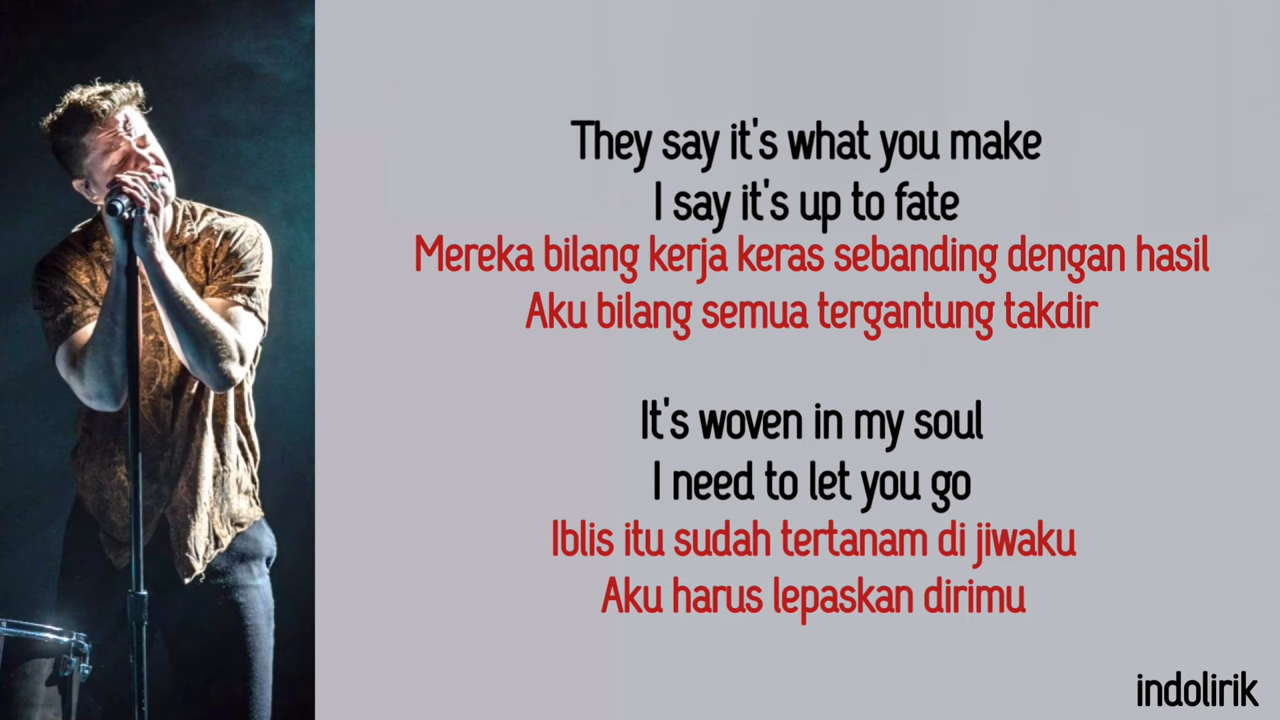 They say it's what you make
I say it's up to fate
Mereka bilang kerja keras sebanding dengan hasil
Aku bilang semua tergantung takdir
It's woven in my soul
I need to let you go
Iblis itu sudah tertanam di jiwaku
Aku harus lepaskan dirimu
indolirik